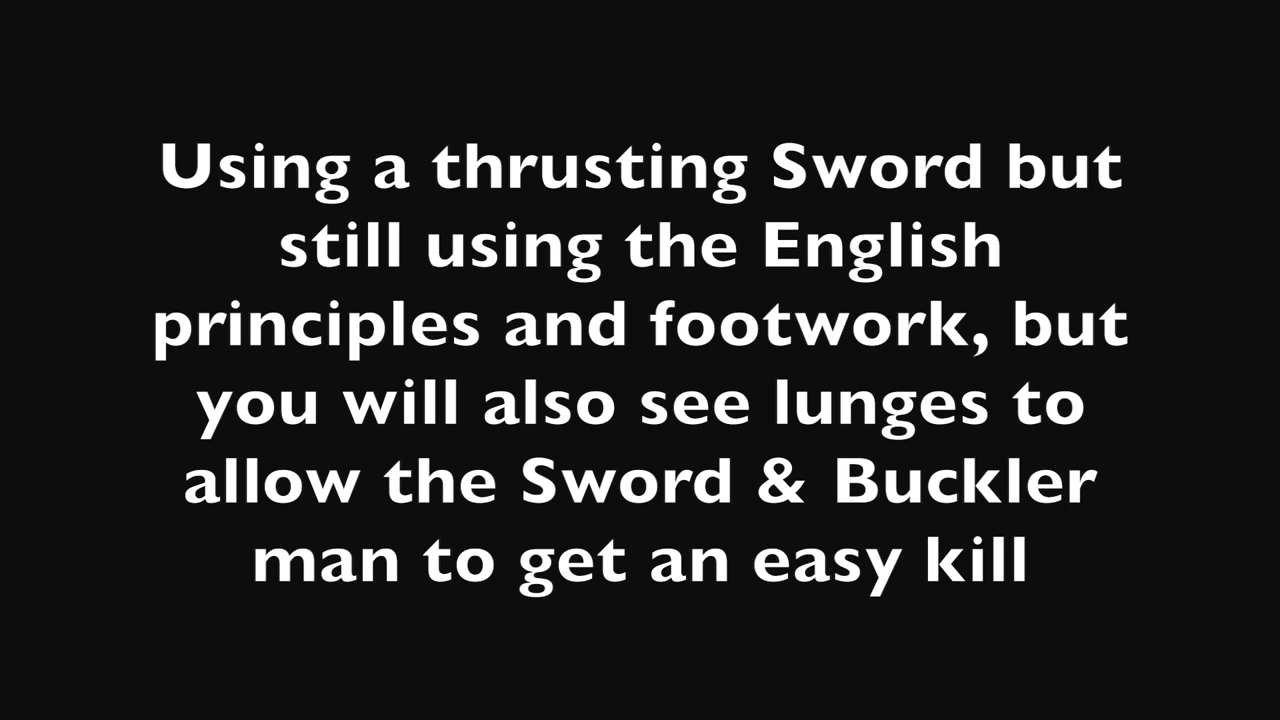 Using a thrusting Sword but
still using the English
principles and footwork, but
you will also see lunges to
allow the Sword & Buckler
man to get an easy kill